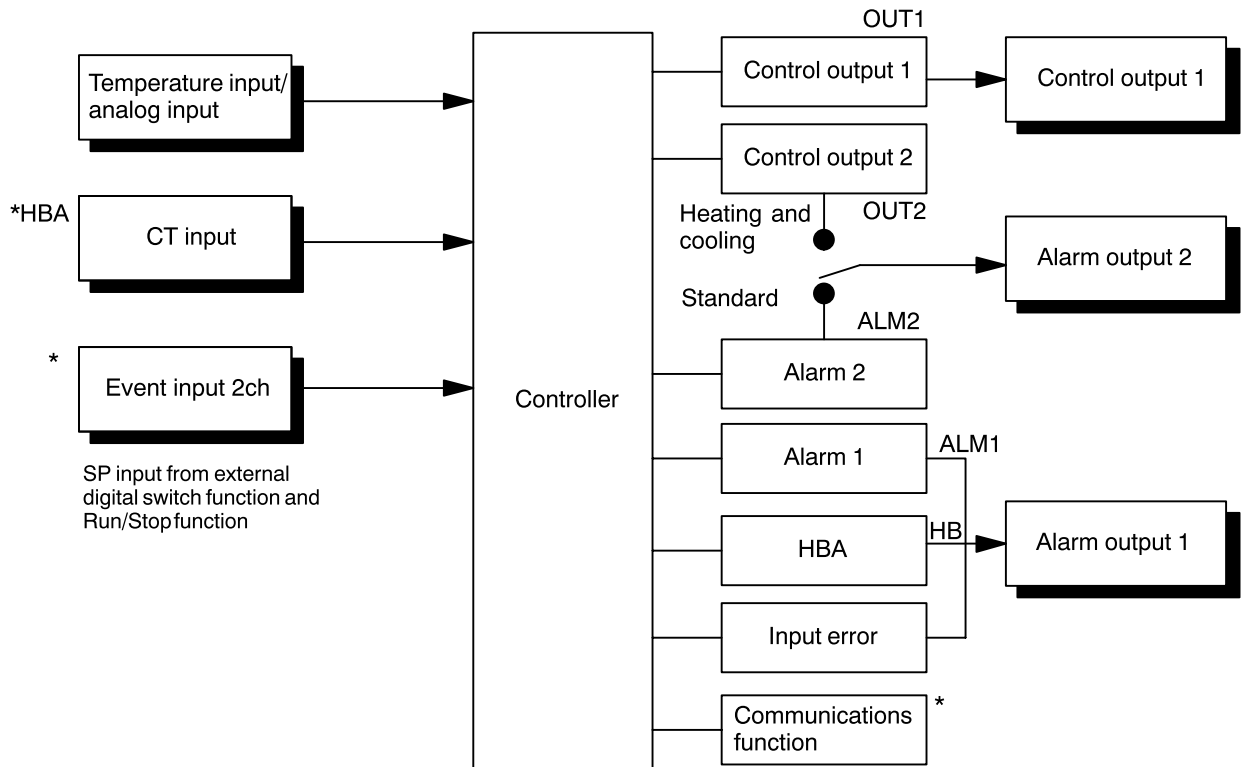 Temperature input/
analog input
*HBA
CT input
*
Event input 2ch
SP input from external
digital switch function and
Run/Stop function
Controller
OUT1
Control output 1
Control output 1
Control output 2
Heating and
cooling
OUT2
Alarm output 2
Standard
ALM2
Alarm 2
Alarm 1
ALM1
HBA
HB
Alarm output 1
Input error
Communications
function
*